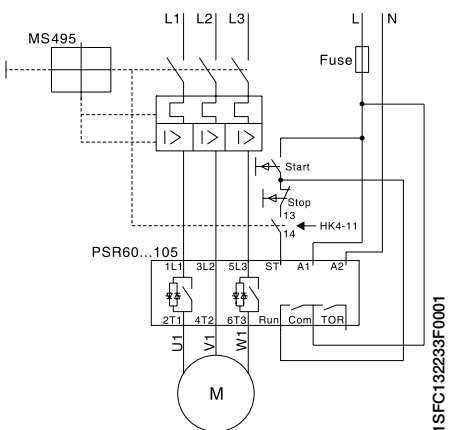 L1 L2 L3 L N
MS495
Fuse
I> I> I>
Start
Stop
13
14 HK4-11
PSR60...105
1L1 3L2 5L3 ST A1 A2
2T1 4T2 6T3 Run Com TOR
U1 V1 W1
M
1SFC132233F0001